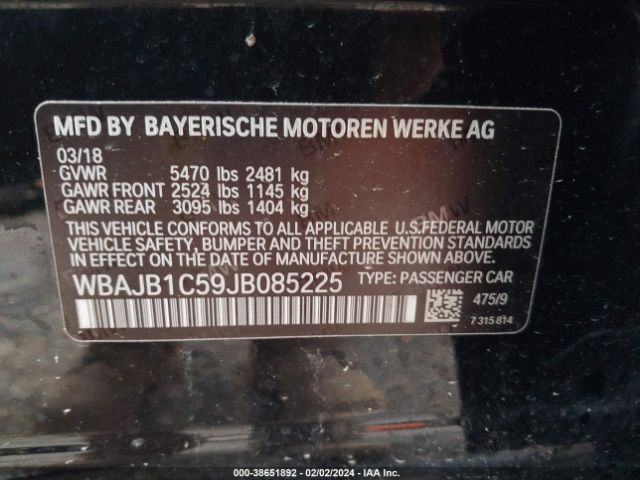 MFD BY BAYERISCHE MOTOREN WERKE AG
03/18
GVWR 5470 lbs 2481 kg
GAWR FRONT 2524 lbs 1145 kg
GAWR REAR 3095 lbs 1404 kg
THIS VEHICLE CONFORMS TO ALL APPLICABLE U.S.FEDERAL MOTOR
VEHICLE SAFETY, BUMPER AND THEFT PREVENTION STANDARDS
IN EFFECT ON THE DATE OF MANUFACTURE SHOWN ABOVE.
WBAJB1C59JB085225 TYPE: PASSENGER CAR
475/9
7 315 814
000-38651892 - 02/02/2024 - IAA Inc.